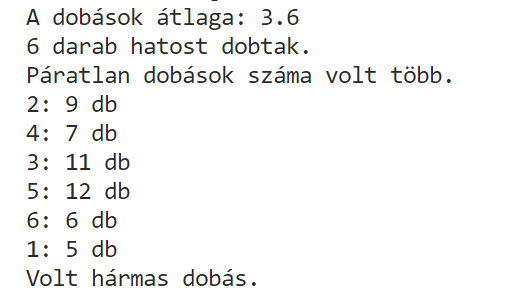 A dobások átlaga: 3.6
6 darab hatost dobtak.
Páratlan dobások száma volt több.
2: 9 db
4: 7 db
3: 11 db
5: 12 db
6: 6 db
1: 5 db
Volt hármas dobás.